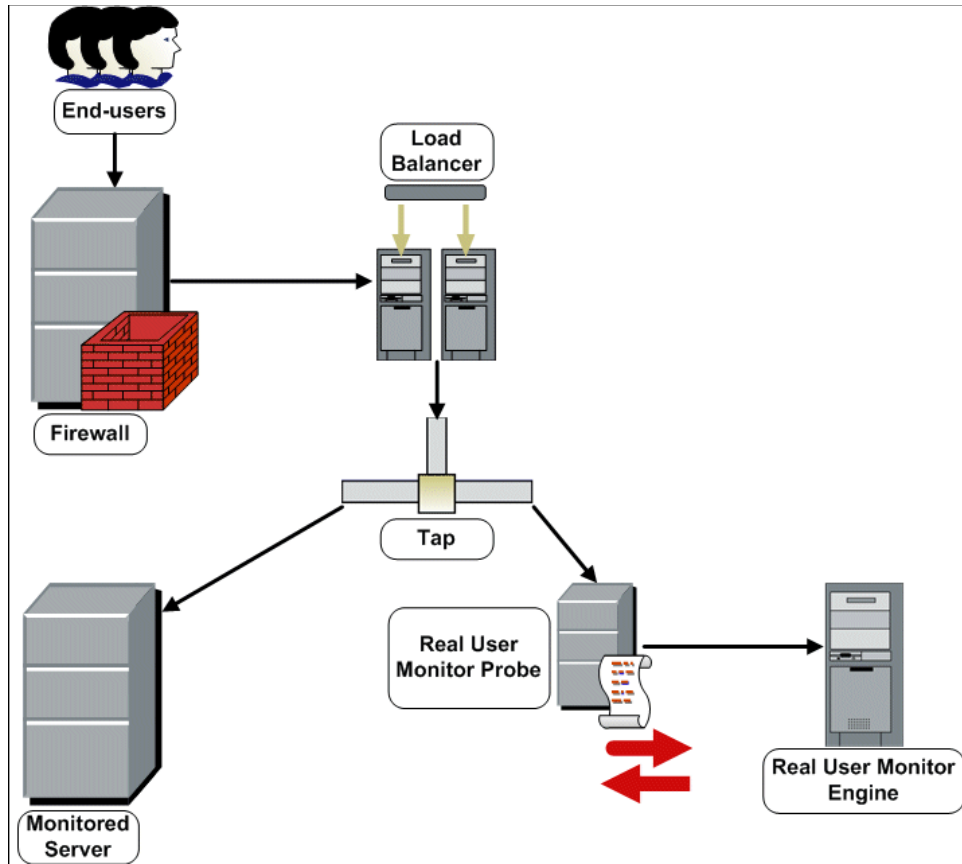 End-users
Load
Balancer
Firewall
Tap
Real User
Monitor Probe
Real User Monitor
Engine
Monitored
Server